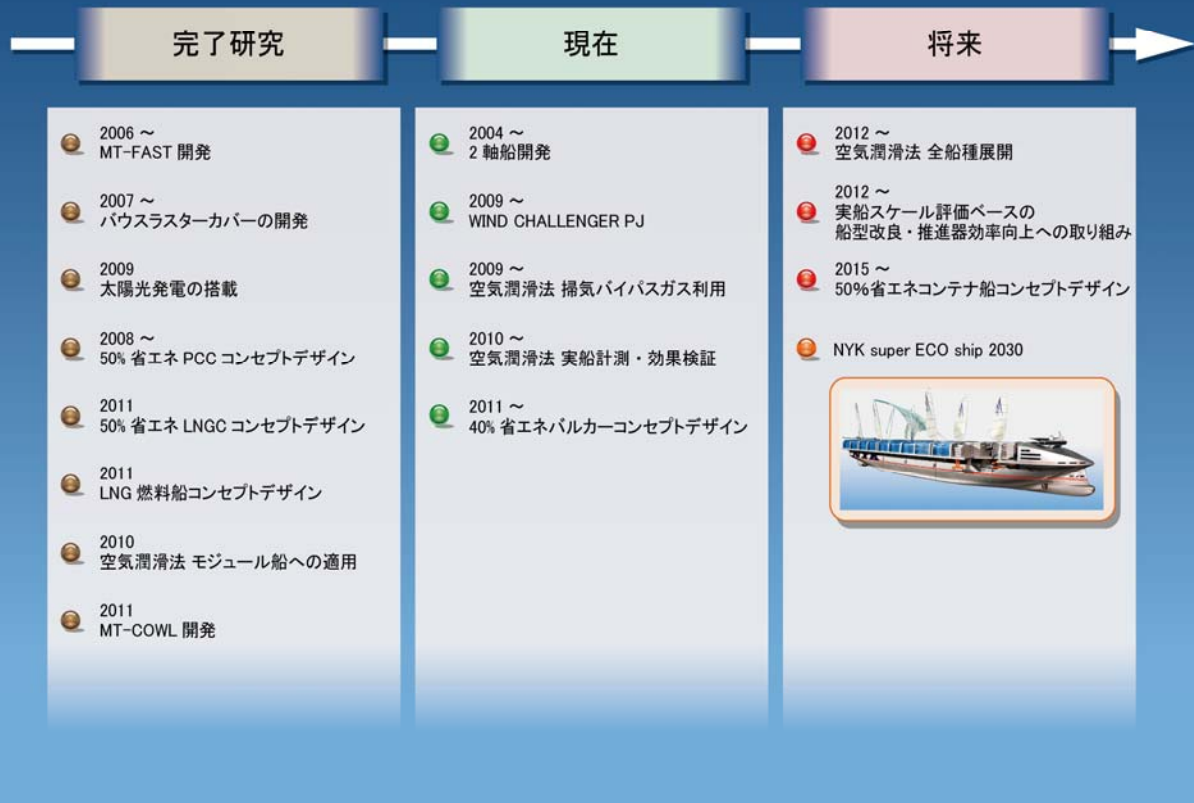 完了研究
2006 ~
MT-FAST 開発
2007 ~
バウスラスターカバーの開発
2009
太陽光発電の搭載
2008 ~
50% 省エネ PCC コンセプトデザイン
2011
50% 省エネ LNGC コンセプトデザイン
2011
LNG 燃料船コンセプトデザイン
2010
空気潤滑法 モジュール船への適用
2011
MT-COWL 開発
現在
2004 ~
2 軸船開発
2009 ~
WIND CHALLENGER PJ
2009 ~
空気潤滑法 掃気バイパスガス利用
2010 ~
空気潤滑法 実船計測・効果検証
2011 ~
40% 省エネバルカーコンセプトデザイン
将来
2012 ~
空気潤滑法 全船種展開
2012 ~
実船スケール評価ベースの
船型改良・推進器効率向上への取り組み
2015 ~
50%省エネコンテナ船コンセプトデザイン
NYK super ECO ship 2030